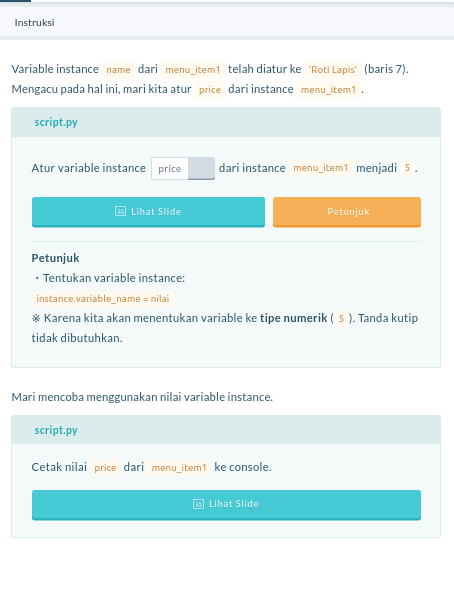 Instruksi
Variable instance name dari menu_item1 telah diatur ke 'Roti Lapis' (baris 7).
Mengacu pada hal ini, mari kita atur price dari instance menu_item1 .
script.py
Atur variable instance price dari instance menu_item1 menjadi 5 .
Lihat Slide
Petunjuk
Petunjuk
・Tentukan variable instance:
instance.variable_name = nilai
※ Karena kita akan menentukan variable ke tipe numerik ( 5 ). Tanda kutip
tidak dibutuhkan.
Mari mencoba menggunakan nilai variable instance.
script.py
Cetak nilai price dari menu_item1 ke console.
Lihat Slide